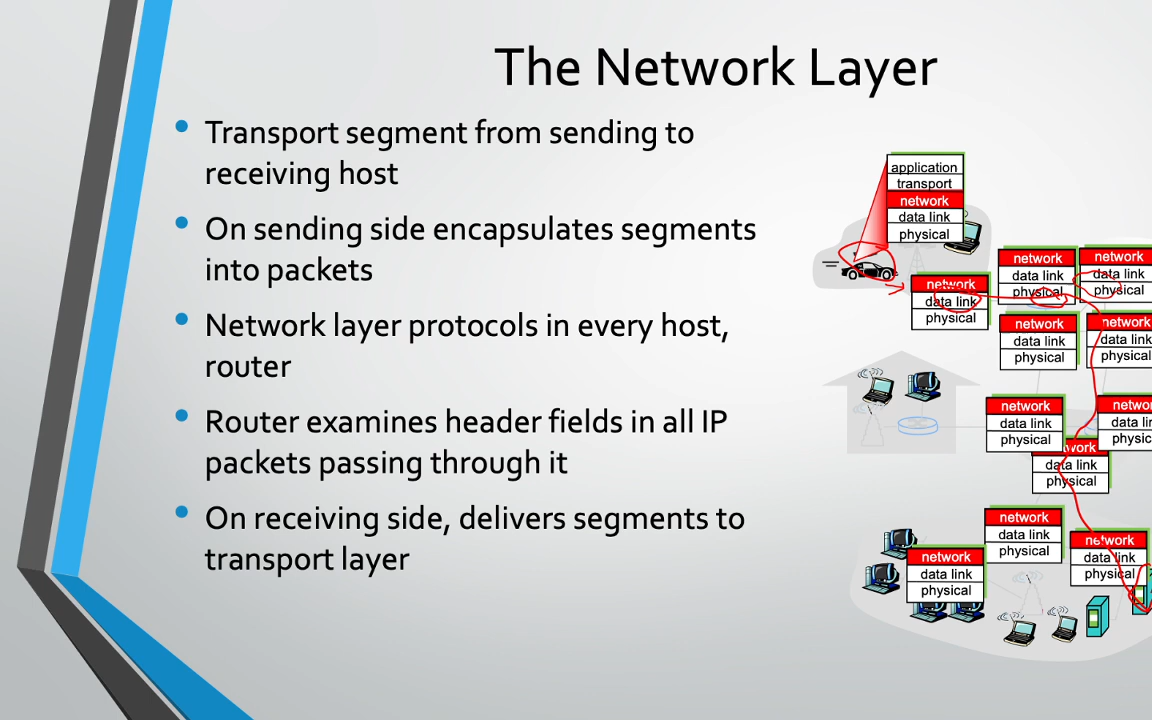 The Network Layer
Transport segment from sending to
receiving host
On sending side encapsulates segments
into packets
Network layer protocols in every host,
router
Router examines header fields in all IP
packets passing through it
On receiving side, delivers segments to
transport layer
application
transport
network
data link
physical
network
data link
physical
network
data link
physical
network
data link
physical
network
data link
physical
network
data link
physical
network
data link
physical
netwo
data lin
physic
work
data link
physical
network
data link
physical
network
data link
physical
network
data link
physical